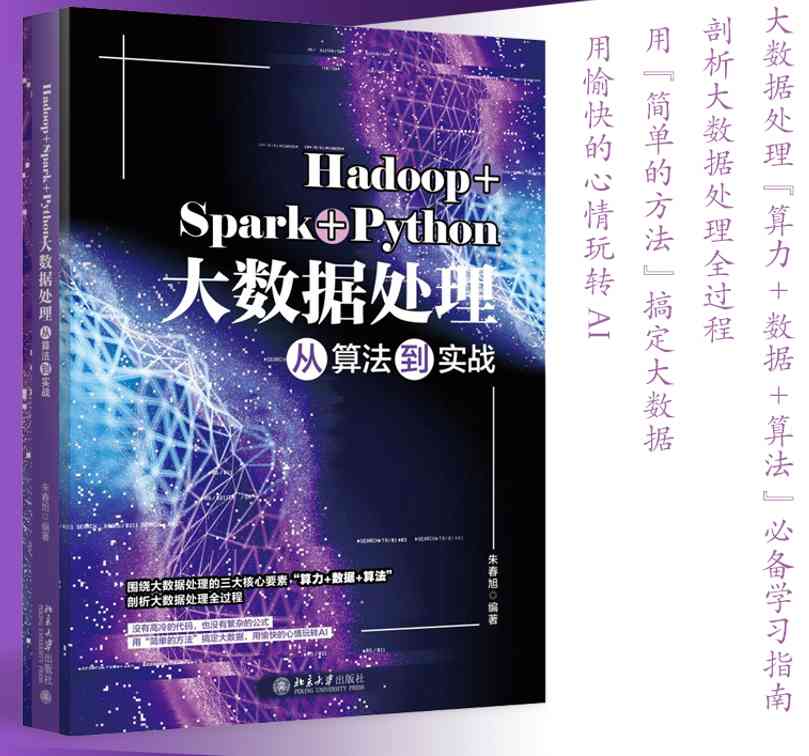 大数据处理『算力+数据+算法』必备学习指南
剖析大数据处理全过程
用『简单的方法』搞定大数据
用愉快的心情玩转AI
Hadoop+
Spark+Python
大数据处理
从算法到实战
朱春旭◎编著
围绕大数据处理的三大核心要素“算力+数据+算法”
剖析大数据处理全过程
没有高冷的代码，也没有繁杂的公式
用“简单的方法”搞定大数据，用愉快的心情玩转AI
北京大学出版社
Hadoop+Spark+Python大数据处理从算法到实战
朱春旭◎编著
北京大学出版社